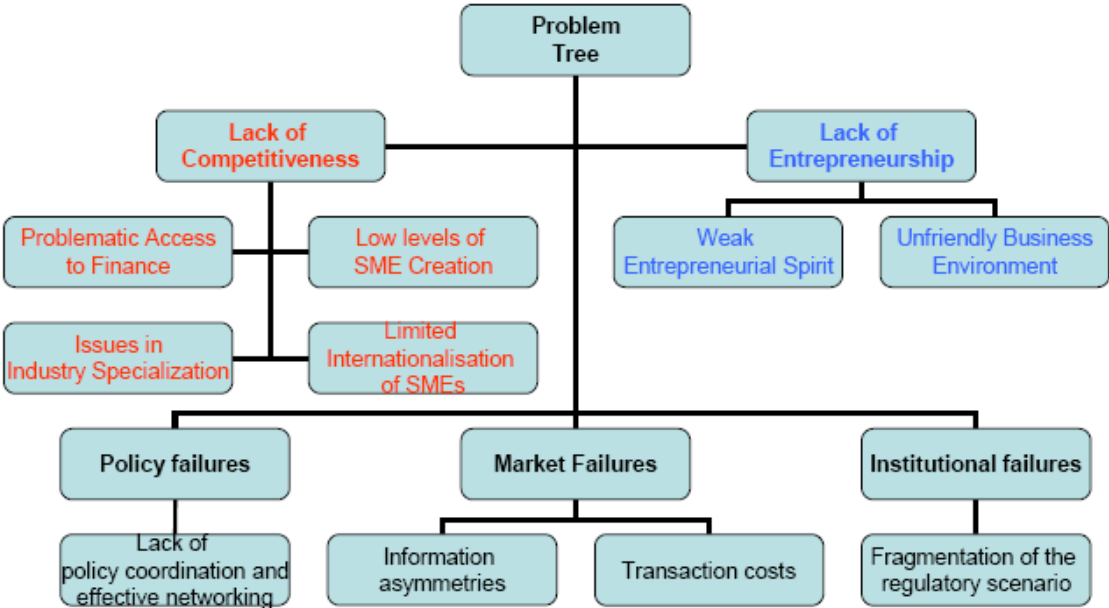 Problem
Tree
Lack of
Competitiveness
Lack of
Entrepreneurship
Problematic Access
to Finance
Low levels of
SME Creation
Weak
Entrepreneurial Spirit
Unfriendly Business
Environment
Issues in
Industry Specialization
Limited
Internationalisation
of SMEs
Policy failures
Market Failures
Institutional failures
Lack of
policy coordination and
effective networking
Information
asymmetries
Transaction costs
Fragmentation of the
regulatory scenario